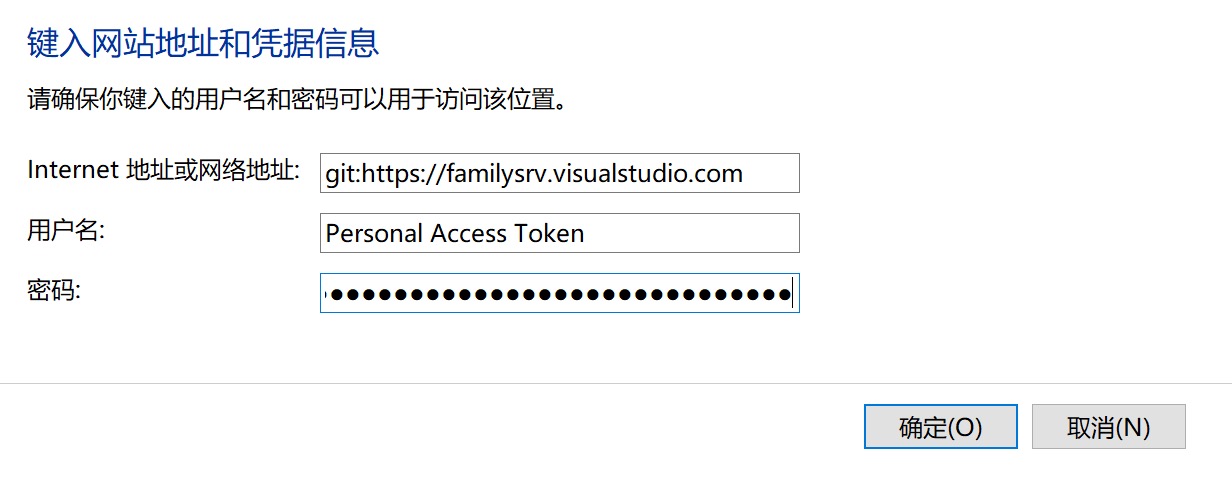 键入网站地址和凭据信息
请确保你键入的用户名和密码可以用于访问该位置。
Internet 地址或网络地址: git:https://familysrv.visualstudio.com
用户名: Personal Access Token
密码: ●●●●●●●●●●●●●●●●●●●●●●●●●●●●●●
确定(O) 取消(N)